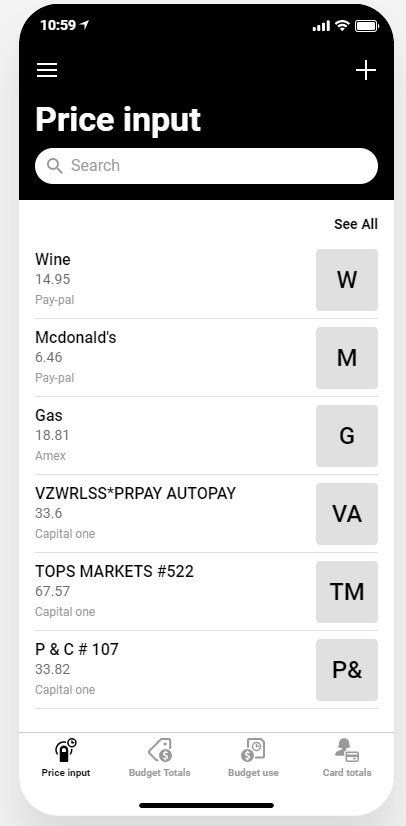 10:59
Price input
Search
See All
Wine
14.95
Pay-pal
W
Mcdonald's
6.46
Pay-pal
M
Gas
18.81
Amex
G
VZWRLSS*PRPAY AUTOPAY
33.6
Capital one
VA
TOPS MARKETS #522
67.57
Capital one
TM
P & C # 107
33.82
Capital one
P&
Price input
Budget Totals
Budget use
Card totals